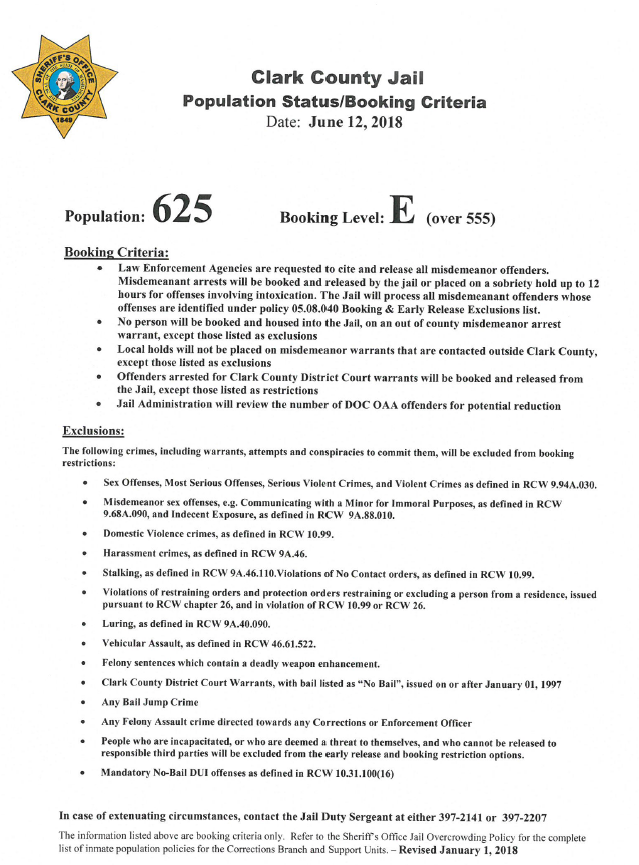 SHERIFF'S OFFICE
CLARK COUNTY
1849
Clark County Jail
Population Status/Booking Criteria
Date: June 12, 2018
Population: 625 Booking Level: E (over 555)
Booking Criteria:
• Law Enforcement Agencies are requested to cite and release all misdemeanor offenders.
Misdemeanant arrests will be booked and released by the jail or placed on a sobriety hold up to 12
hours for offenses involving intoxication. The Jail will process all misdemeanant offenders whose
offenses are identified under policy 05.08.040 Booking & Early Release Exclusions list.
• No person will be booked and housed into the Jail, on an out of county misdemeanor arrest
warrant, except those listed as exclusions
• Local holds will not be placed on misdemeanor warrants that are contacted outside Clark County,
except those listed as exclusions
• Offenders arrested for Clark County District Court warrants will be booked and released from
the Jail, except those listed as restrictions
• Jail Administration will review the number of DOC OAA offenders for potential reduction
Exclusions:
The following crimes, including warrants, attempts and conspiracies to commit them, will be excluded from booking
restrictions:
• Sex Offenses, Most Serious Offenses, Serious Violent Crimes, and Violent Crimes as defined in RCW 9.94A.030.
• Misdemeanor sex offenses, e.g. Communicating with a Minor for Immoral Purposes, as defined in RCW
9.68A.090, and Indecent Exposure, as defined in RCW 9A.88.010.
• Domestic Violence crimes, as defined in RCW 10.99.
• Harassment crimes, as defined in RCW 9A.46.
• Stalking, as defined in RCW 9A.46.110.Violations of No Contact orders, as defined in RCW 10.99.
• Violations of restraining orders and protection orders restraining or excluding a person from a residence, issued
pursuant to RCW chapter 26, and in violation of RCW 10.99 or RCW 26.
• Luring, as defined in RCW 9A.40.090.
• Vehicular Assault, as defined in RCW 46.61.522.
• Felony sentences which contain a deadly weapon enhancement.
• Clark County District Court Warrants, with bail listed as “No Bail”, issued on or after January 01, 1997
• Any Bail Jump Crime
• Any Felony Assault crime directed towards any Corrections or Enforcement Officer
• People who are incapacitated, or who are deemed a threat to themselves, and who cannot be released to
responsible third parties will be excluded from the early release and booking restriction options.
• Mandatory No-Bail DUI offenses as defined in RCW 10.31.100(16)
In case of extenuating circumstances, contact the Jail Duty Sergeant at either 397-2141 or 397-2207
The information listed above are booking criteria only. Refer to the Sheriff's Office Jail Overcrowding Policy for the complete
list of inmate population policies for the Corrections Branch and Support Units. – Revised January 1, 2018